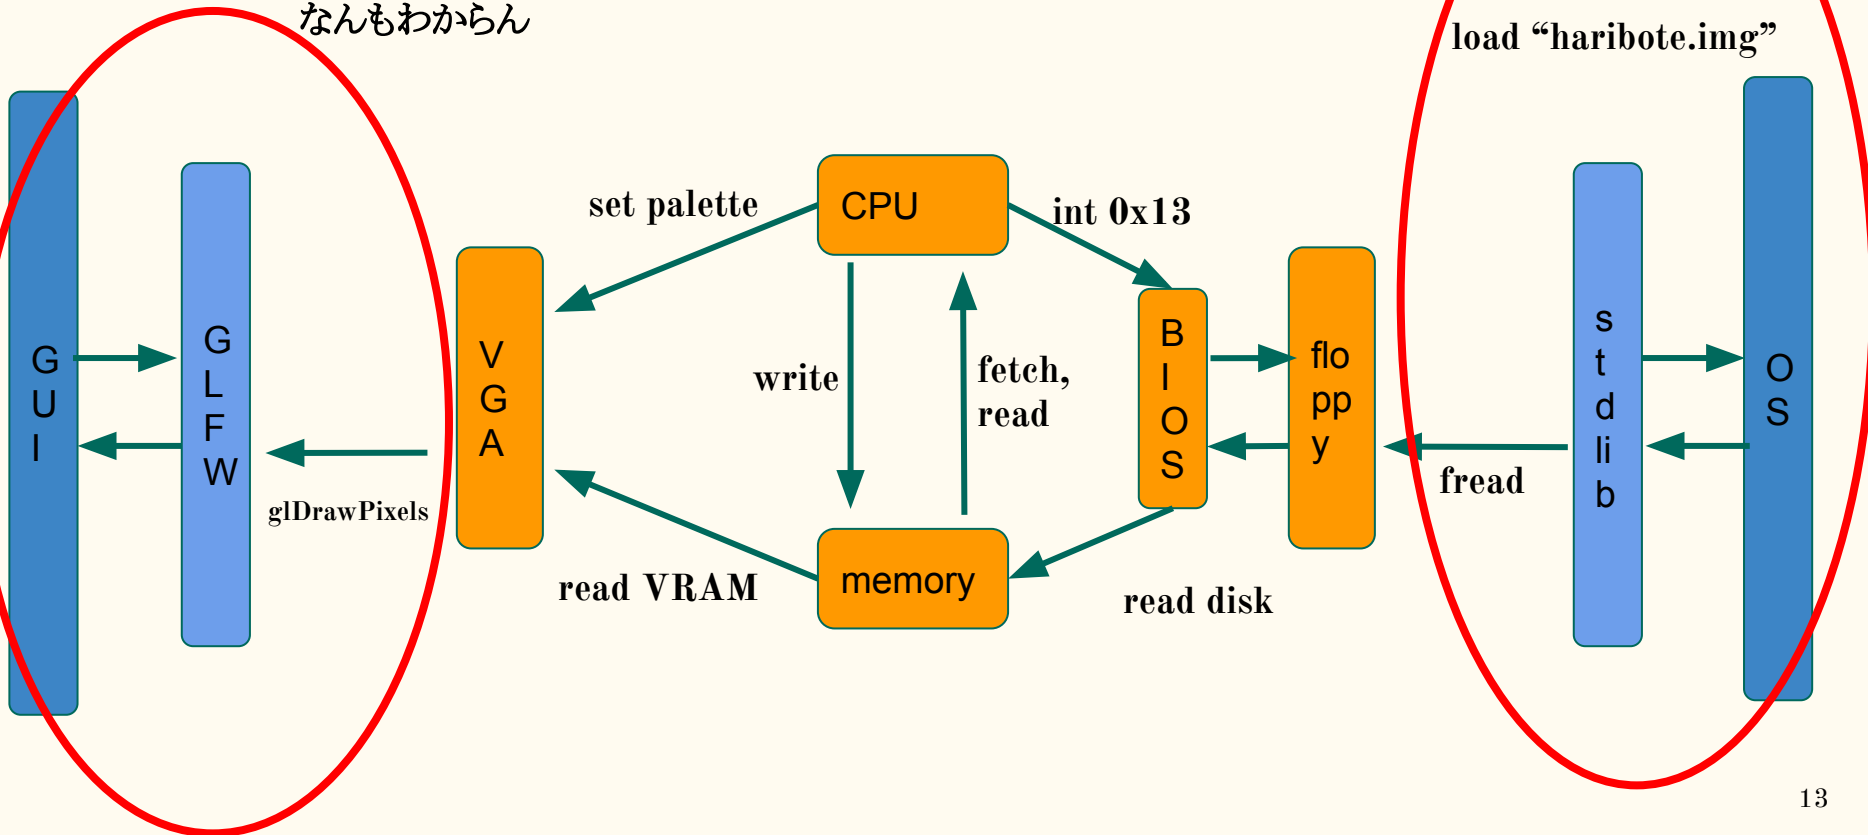 なんもわからん
load “haribote.img”
CPU
set palette
int 0x13
G
U
I
G
L
F
W
glDrawPixels
V
G
A
write
fetch,
read
B
I
O
S
flo
pp
y
fread
s
t
d
li
b
O
S
read VRAM
memory
read disk
13